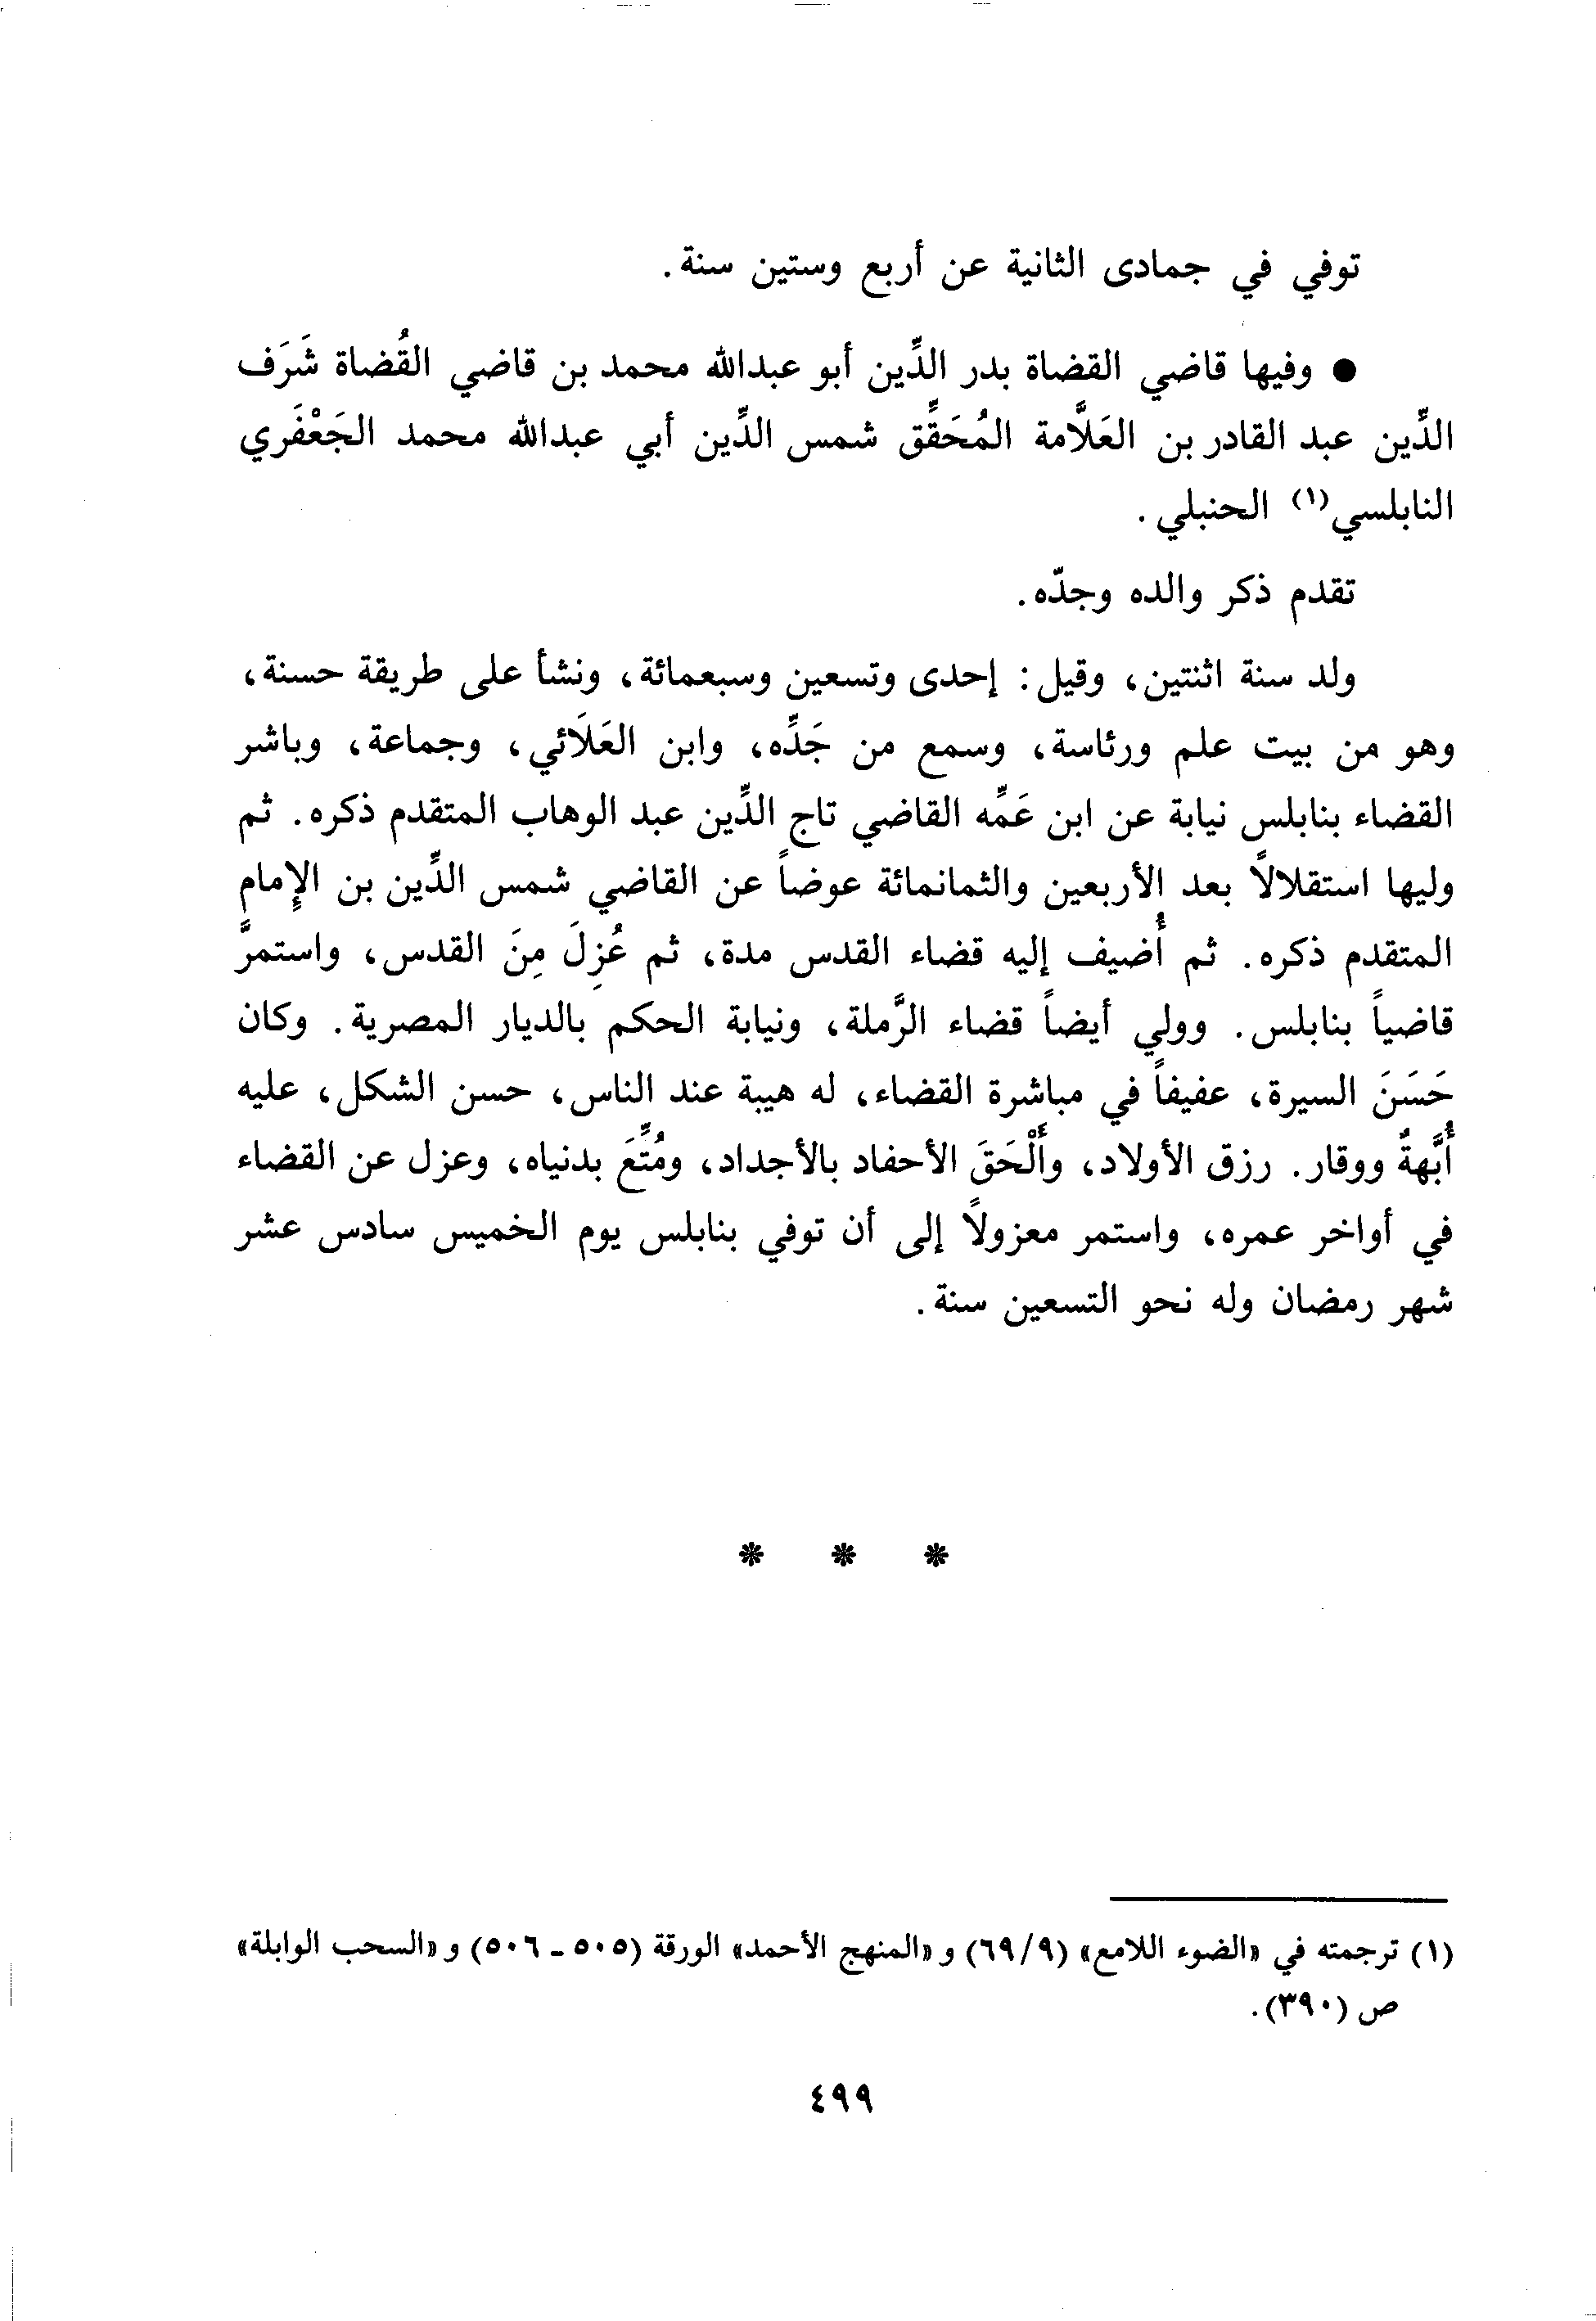 توفي في جمادى الثانية عن أربع وستين سنة.
● وفيها قاضي القضاة بدر الدِّين أبو عبدالله محمد بن قاضي القُضاة شَرَف
الدِّين عبد القادر بن العَلَّامة المُحَقِّق شمس الدِّين أبي عبدالله محمد الجَعْفَري
النابلسي(١) الحنبلي.
تقدم ذكر والده وجدّه.
ولد سنة اثنتين، وقيل: إحدى وتسعين وسبعمائة، ونشأ على طريقة حسنة،
وهو من بيت علم ورئاسة، وسمع من جَدِّه، وابن العَلَائي، وجماعة، وباشر
القضاء بنابلس نيابة عن ابن عَمِّه القاضي تاج الدِّين عبد الوهاب المتقدم ذكره. ثم
وليها استقلالاً بعد الأربعين والثمانمائة عوضاً عن القاضي شمس الدِّين بن الإِمام
المتقدم ذكره. ثم أُضيف إليه قضاء القدس مدة، ثم عُزِلَ مِنَ القدس، واستمرَّ
قاضياً بنابلس. وولي أيضاً قضاء الرَّملة، ونيابة الحكم بالديار المصرية. وكان
حَسَنَ السيرة، عفيفاً في مباشرة القضاء، له هيبة عند الناس، حسن الشكل، عليه
أُبَّهةٌ ووقار. رزق الأولاد، وأَلْحَقَ الأحفاد بالأجداد، ومُتِّعَ بدنياه، وعزل عن القضاء
في أواخر عمره، واستمر معزولاً إلى أن توفي بنابلس يوم الخميس سادس عشر
شهر رمضان وله نحو التسعين سنة.
* * *
(١) ترجمته في «الضوء اللامع» (٦٩/٩) و «المنهج الأحمد» الورقة (٥٠٥ - ٥٠٦) و «السحب الوابلة»
ص (٣٩٠).
٤٩٩